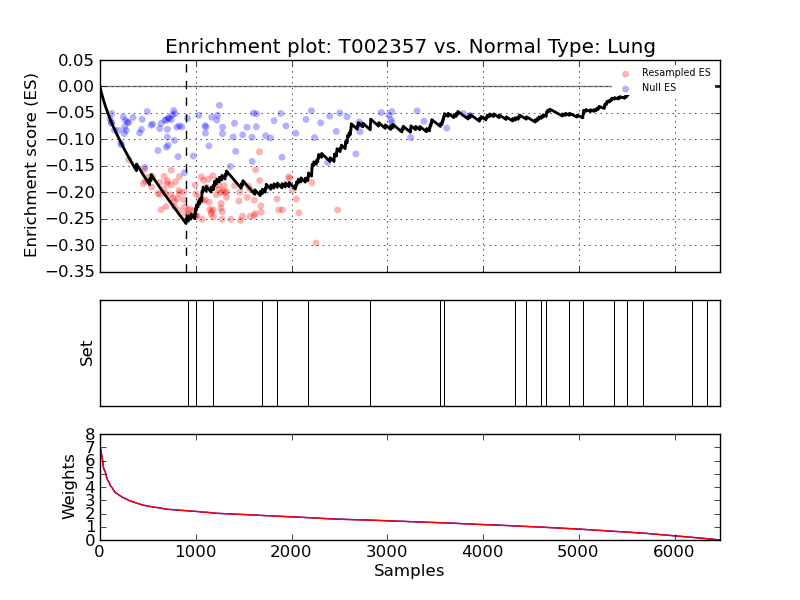 Enrichment plot: T002357 vs. Normal Type: Lung
Enrichment score (ES)
0.05
0.00
−0.05
−0.10
−0.15
−0.20
−0.25
−0.30
−0.35
Resampled ES
Null ES
Set
Weights
8
7
6
5
4
3
2
1
0
0 1000 2000 3000 4000 5000 6000
Samples